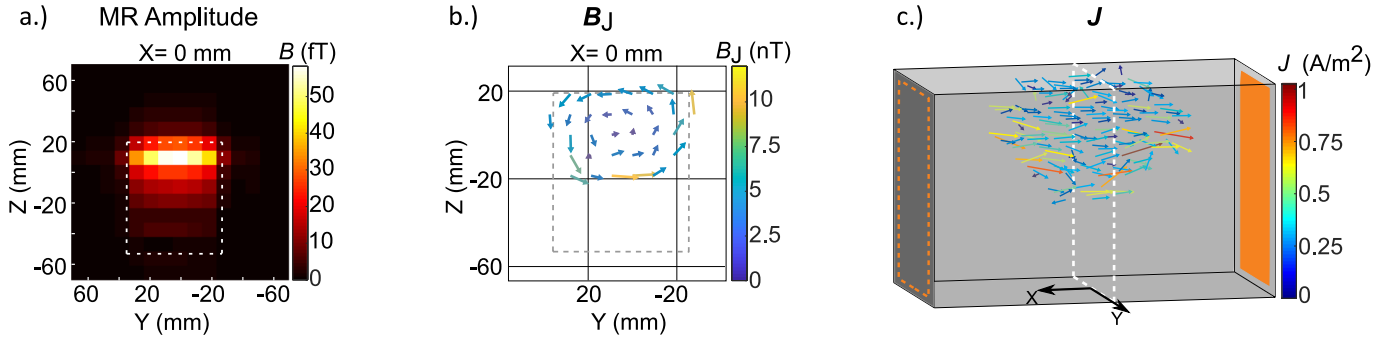 a.) MR Amplitude
X= 0 mm
B (fT)
60
20
-20
-60
Z (mm)
60 20 -20 -60
Y (mm)
50
40
30
20
10
0
b.) BJ
X= 0 mm
BJ (nT)
20
-20
-60
Z (mm)
20 -20
Y (mm)
10
7.5
5
2.5
0
c.) J
J (A/m²)
1
0.75
0.5
0.25
0
X
Y